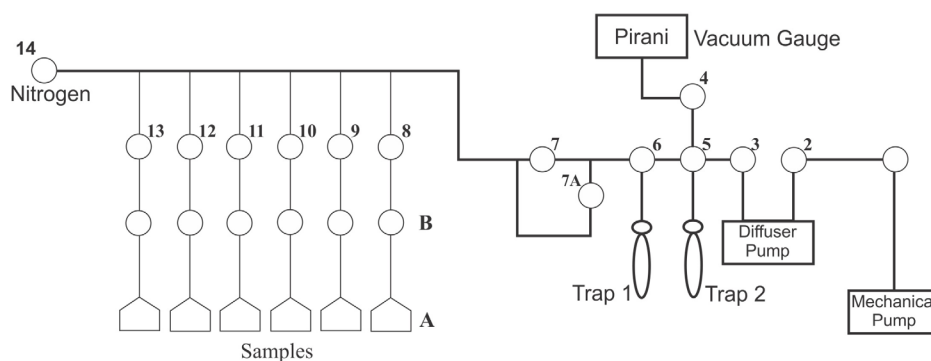 Pirani
Vacuum Gauge
14
Nitrogen
4
13
12
11
10
9
8
7
7A
6
5
3
2
B
Diffuser
Pump
Trap 1
Trap 2
A
Mechanical
Pump
Samples